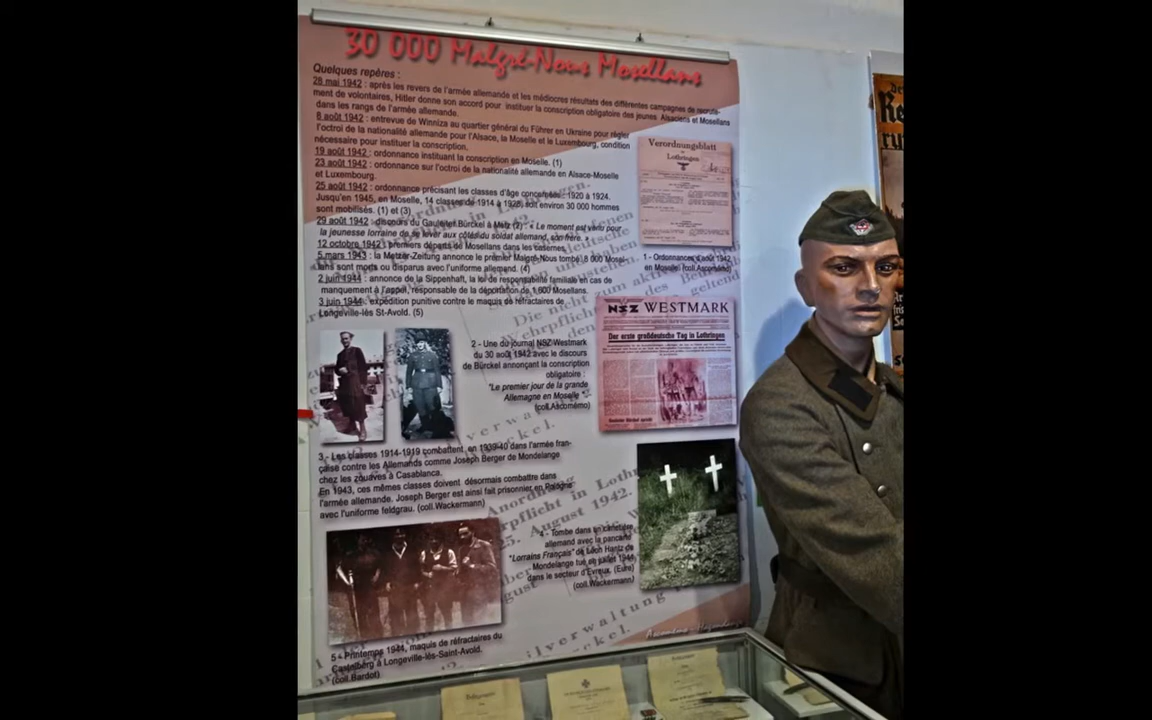 30 000 Malgré-Nous Mosellans
Quelques repères :
28 mai 1942 : après les revers de l'armée allemande et les médiocres résultats des différentes campagnes de recrute-
ment de volontaires, Hitler donne son accord pour instituer la conscription obligatoire des jeunes Alsaciens et Mosellans
dans les rangs de l'armée allemande.
8 août 1942 : entrevue de Winniza au quartier général du Führer en Ukraine pour régler
l'octroi de la nationalité allemande pour l'Alsace, la Moselle et le Luxembourg, condition
nécessaire pour instituer la conscription.
19 août 1942 : ordonnance instituant la conscription en Moselle. (1)
23 août 1942 : ordonnance sur l'octroi de la nationalité allemande en Alsace-Moselle
et Luxembourg.
25 août 1942 : ordonnance précisant les classes d'âge concernées : 1920 à 1924.
Jusqu'en 1945, en Moselle, 14 classes de 1914 à 1928, soit environ 30 000 hommes
sont mobilisés. (1) et (3)
29 août 1942 : discours du Gauleiter Bürckel à Metz (2) : « Le moment est venu pour
la jeunesse lorraine de se lever aux côtés du soldat allemand, son frère. »
12 octobre 1942 : premiers départs de Mosellans dans les casernes.
5 mars 1943 : la Metzer-Zeitung annonce le premier Malgré-Nous tombé. 8 000 Mosel-
lans sont morts ou disparus avec l'uniforme allemand. (4)
2 juin 1944 : annonce de la Sippenhaft, la loi de responsabilité familiale en cas de
manquement à l'appel, responsable de la déportation de 1 600 Mosellans.
3 juin 1944 : expédition punitive contre le maquis de réfractaires de
Longeville-lès St-Avold. (5)
Verordnungsblatt
Lothringen
1 - Ordonnances d'août 1942
en Moselle. (coll.Ascomémo)
NSZ WESTMARK
Der erste großdeutsche Tag in Lothringen
2 - Une du journal NSZ Westmark
du 30 août 1942 avec le discours
de Bürckel annonçant la conscription
obligatoire :
"Le premier jour de la grande
Allemagne en Moselle ".
(coll.Ascomémo)
3 - Les classes 1914-1919 combattent en 1939-40 dans l'armée fran-
çaise contre les Allemands comme Joseph Berger de Mondelange
chez les zouaves à Casablanca.
En 1943, ces mêmes classes doivent désormais combattre dans
l'armée allemande. Joseph Berger est ainsi fait prisonnier en Pologne
avec l'uniforme feldgrau. (coll.Wackermann)
4 - Tombe dans un cimetière
allemand avec la pancarte
"Lorrains Français" de Léon Hantz de
Mondelange tué en juillet 1944
dans le secteur d'Evreux. (Eure)
(coll.Wackermann)
5 - Printemps 1944, maquis de réfractaires du
Castelberg à Longeville-lès-Saint-Avold.
(coll.Bardot)
Ascomémo - Hagondange